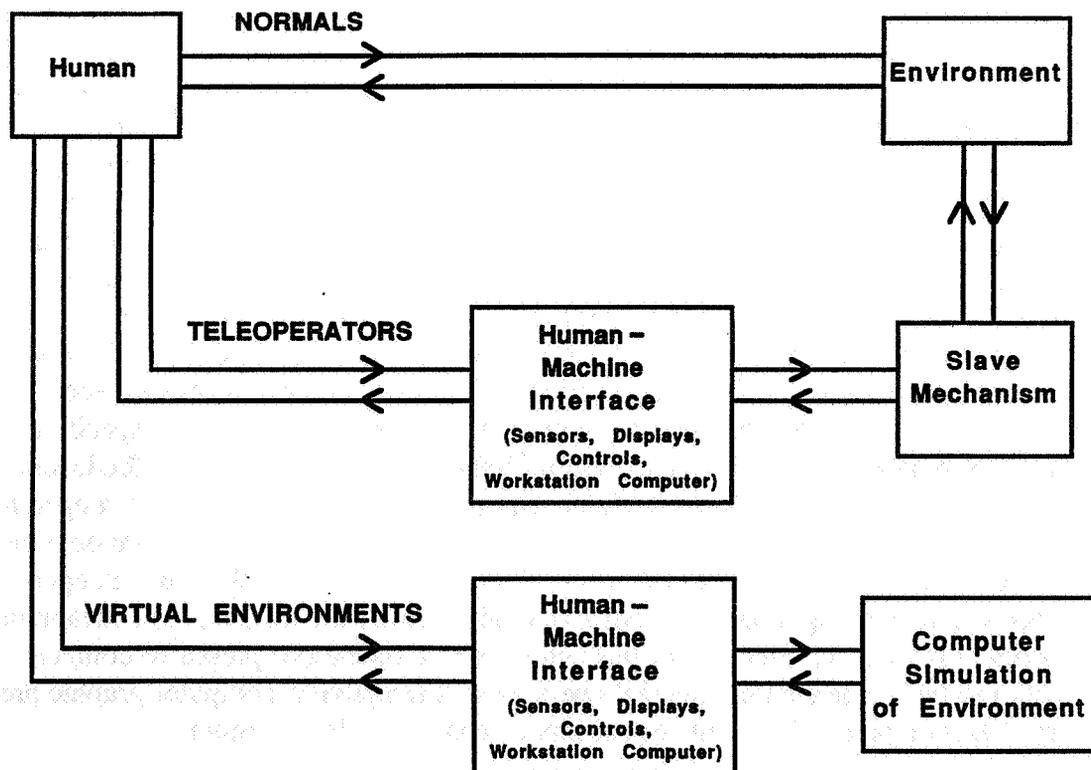 NORMALS
Human
Environment
TELEOPERATORS
Human –
Machine
Interface
(Sensors, Displays,
Controls,
Workstation Computer)
Slave
Mechanism
VIRTUAL ENVIRONMENTS
Human –
Machine
Interface
(Sensors, Displays,
Controls,
Workstation Computer)
Computer
Simulation
of Environment